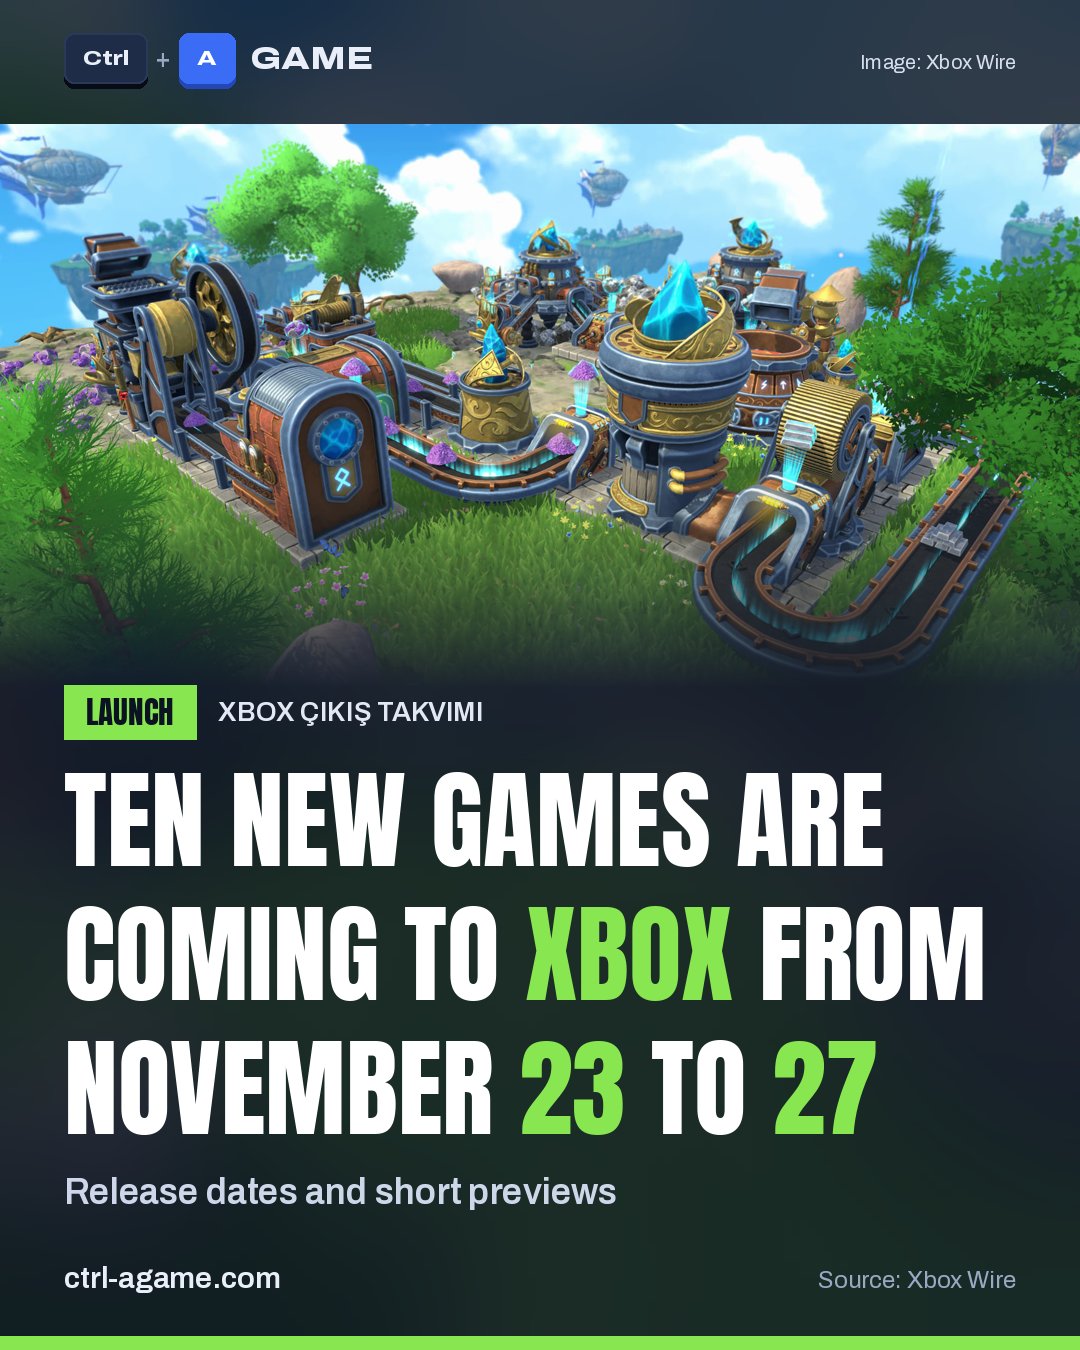 Ctrl + A GAME
Image: Xbox Wire
LAUNCH XBOX ÇIKIŞ TAKVIMI
TEN NEW GAMES ARE
COMING TO XBOX FROM
NOVEMBER 23 TO 27
Release dates and short previews
ctrl-agame.com
Source: Xbox Wire